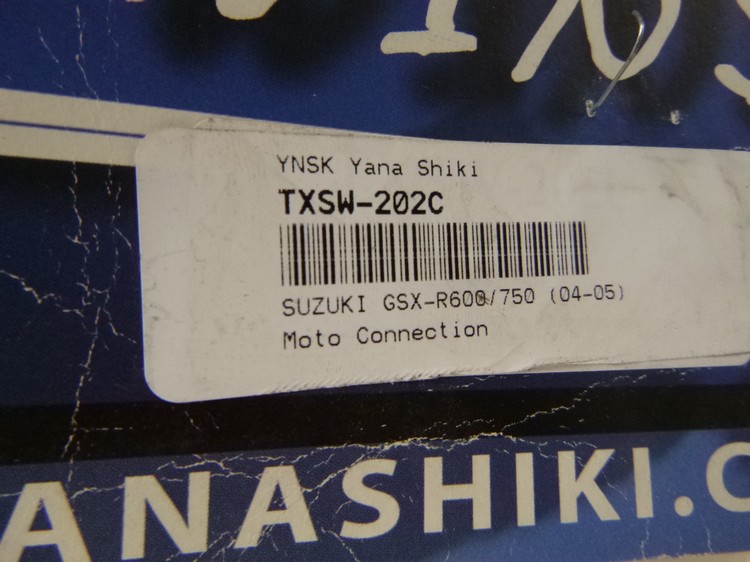 YNSK Yana Shiki
TXSW-202C
SUZUKI GSX-R600/750 (04-05)
Moto Connection
ANASHIKI.C